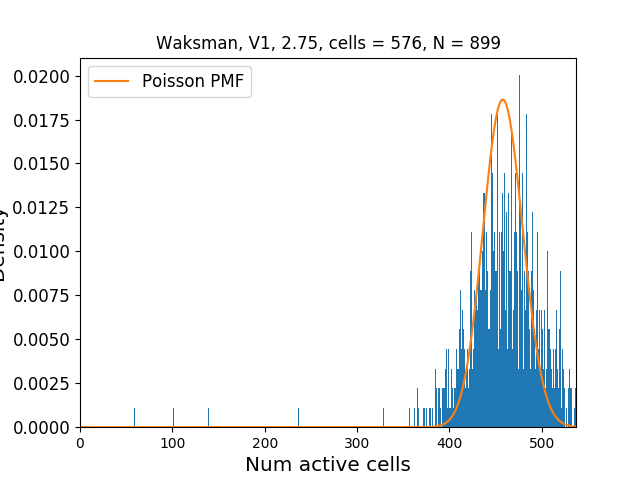 Waksman, V1, 2.75, cells = 576, N = 899
Poisson PMF
0.0200
0.0175
0.0150
0.0125
0.0100
0.0075
0.0050
0.0025
0.0000
Density
0 100 200 300 400 500
Num active cells